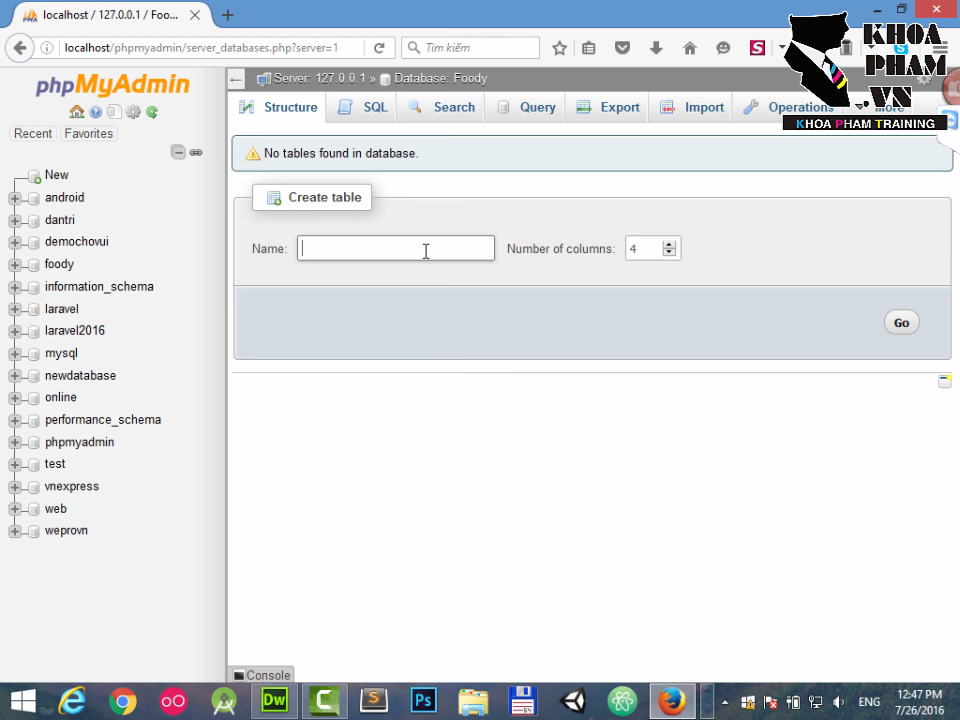 localhost / 127.0.0.1 / Foo...
localhost/phpmyadmin/server_databases.php?server=1
Tìm kiếm
KHOA
PHAM
.VN
KHOA PHAM TRAINING
phpMyAdmin
Recent
Favorites
New
android
dantri
demochovui
foody
information_schema
laravel
laravel2016
mysql
newdatabase
online
performance_schema
phpmyadmin
test
vnexpress
web
weprovn
Server: 127.0.0.1 » Database: Foody
Structure
SQL
Search
Query
Export
Import
Operations
More
No tables found in database.
Create table
Name:
Number of columns:
4
Go
Console
Dw
Ps
ENG
12:47 PM
7/26/2016